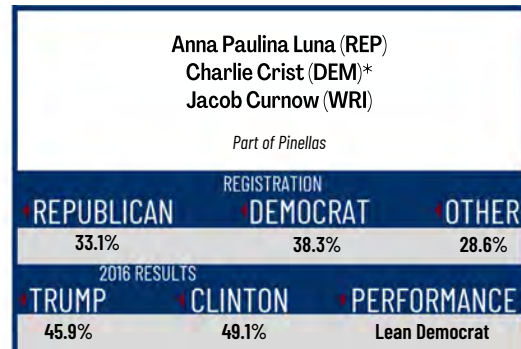 Anna Paulina Luna (REP)
Charlie Crist (DEM)*
Jacob Curnow (WRI)
Part of Pinellas
REGISTRATION
REPUBLICAN DEMOCRAT OTHER
33.1% 38.3% 28.6%
2016 RESULTS
TRUMP CLINTON PERFORMANCE
45.9% 49.1% Lean Democrat